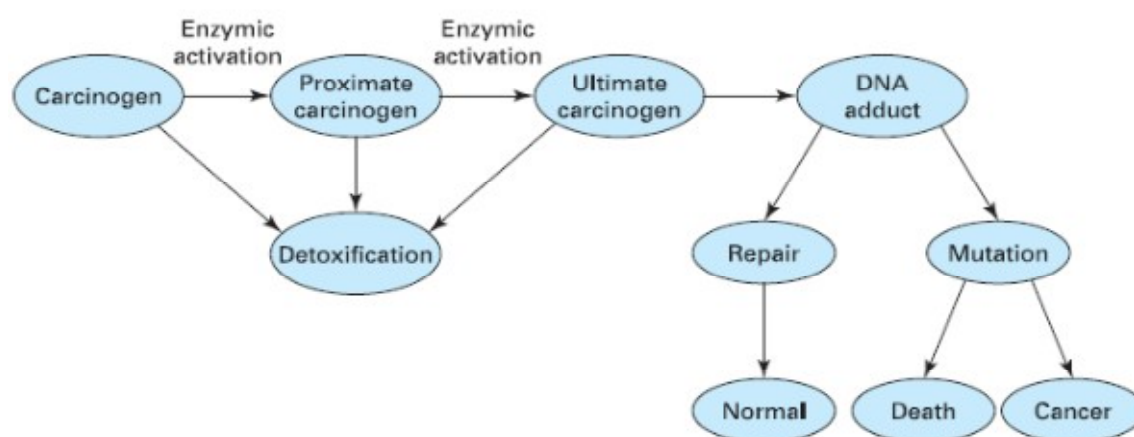 Enzymic
activation
Enzymic
activation
Carcinogen
Proximate
carcinogen
Ultimate
carcinogen
DNA
adduct
Detoxification
Repair
Mutation
Normal
Death
Cancer